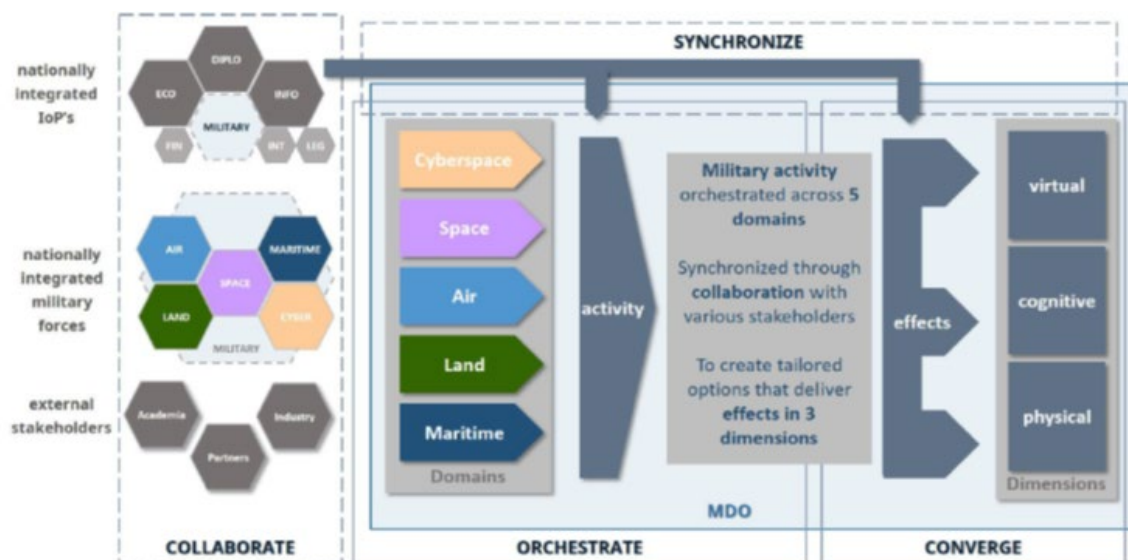 SYNCHRONIZE
nationally
integrated
IoP's
DIPLO
ECO
INFO
MILITARY
FIN
INT
LEG
nationally
integrated
military
forces
AIR
MARITIME
SPACE
LAND
CYBER
MILITARY
external
stakeholders
Academia
Industry
Partners
COLLABORATE
Cyberspace
Space
Air
Land
Maritime
Domains
activity
Military activity
orchestrated across 5
domains
Synchronized through
collaboration with
various stakeholders
To create tailored
options that deliver
effects in 3
dimensions
effects
virtual
cognitive
physical
Dimensions
MDO
ORCHESTRATE
CONVERGE